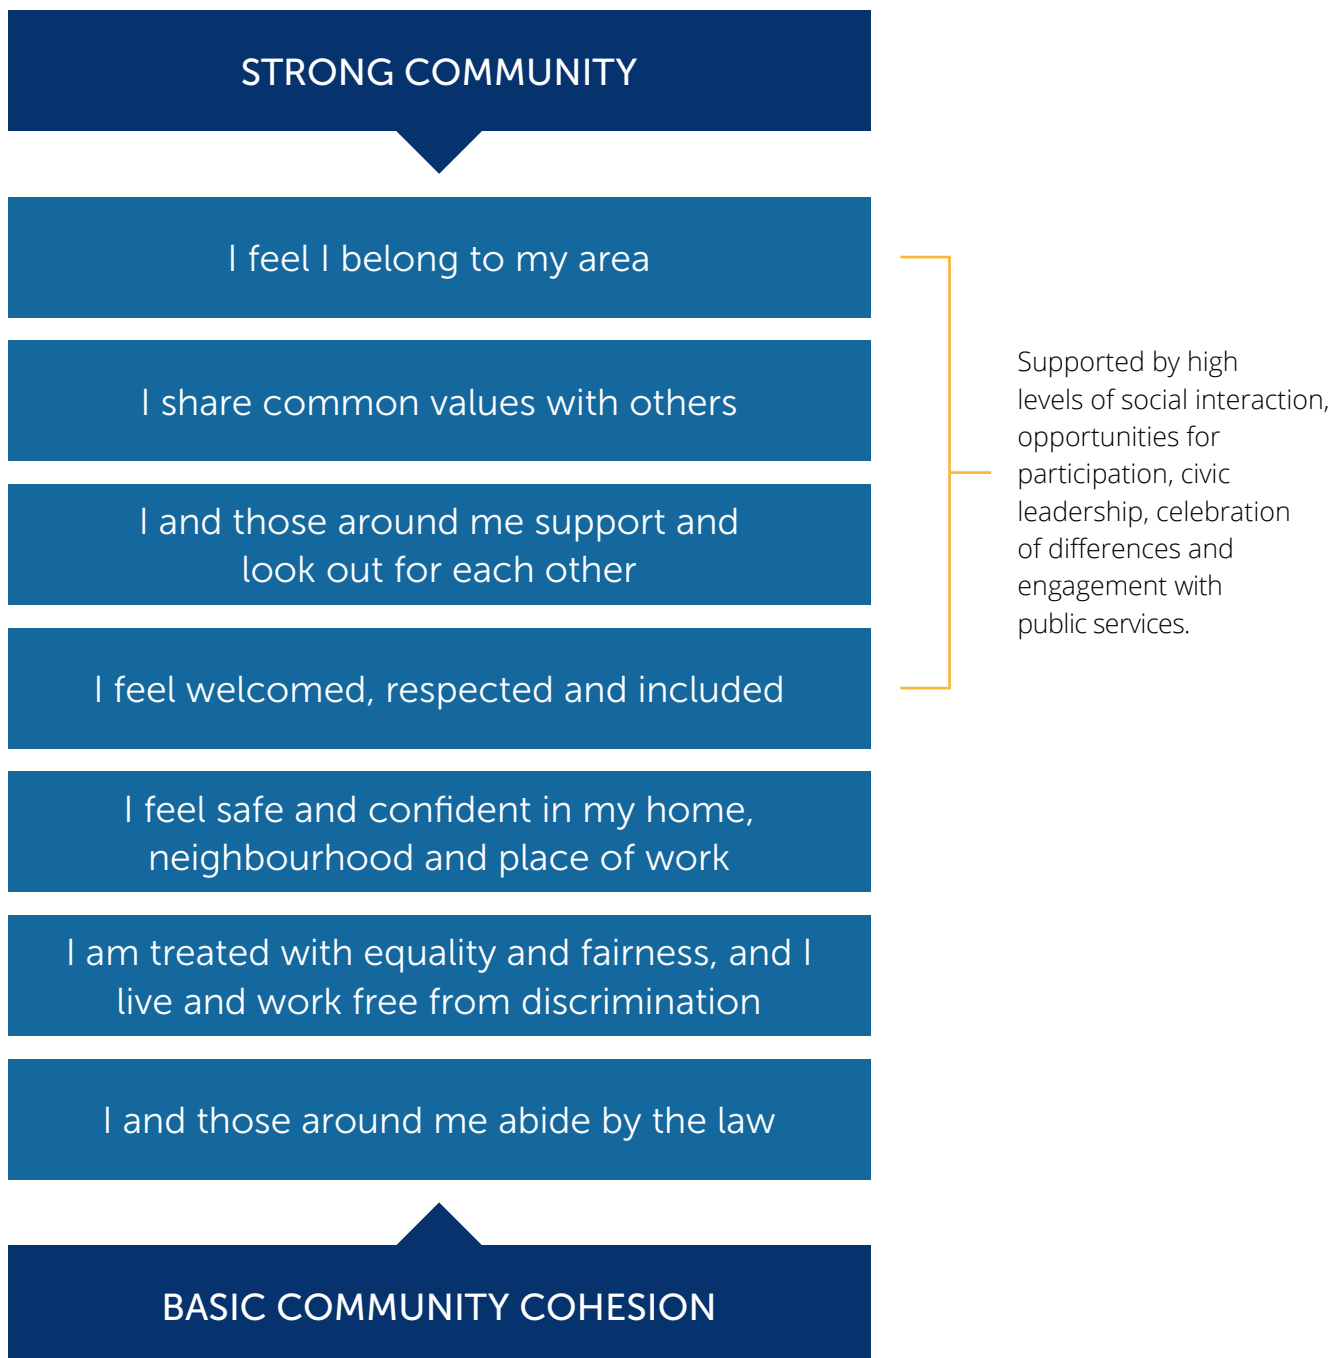 STRONG COMMUNITY
I feel I belong to my area
I share common values with others
I and those around me support and
look out for each other
I feel welcomed, respected and included
I feel safe and confident in my home,
neighbourhood and place of work
I am treated with equality and fairness, and I
live and work free from discrimination
I and those around me abide by the law
BASIC COMMUNITY COHESION
Supported by high
levels of social interaction,
opportunities for
participation, civic
leadership, celebration
of differences and
engagement with
public services.